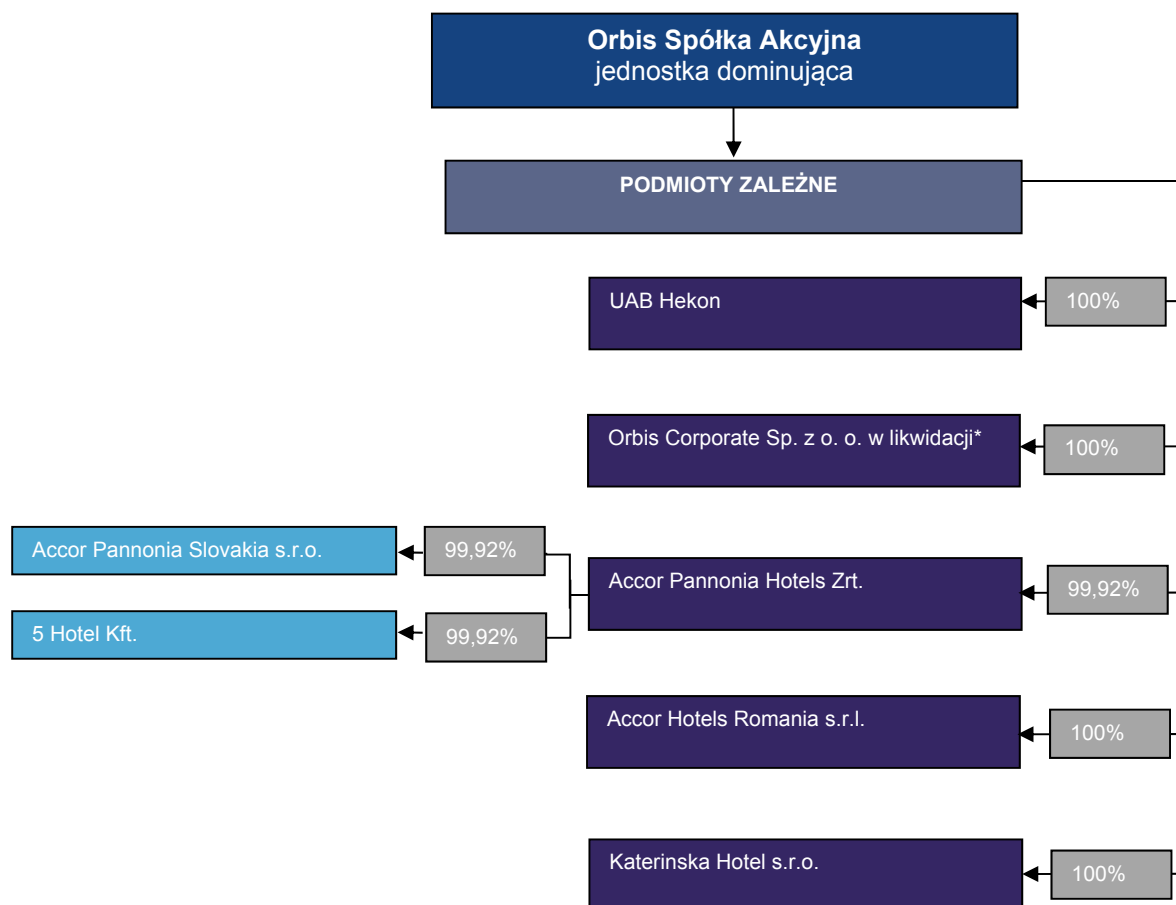 Orbis Spółka Akcyjna
jednostka dominująca
PODMIOTY ZALEŻNE
UAB Hekon
100%
Orbis Corporate Sp. z o. o. w likwidacji*
100%
Accor Pannonia Slovakia s.r.o.
99,92%
Accor Pannonia Hotels Zrt.
99,92%
5 Hotel Kft.
99,92%
Accor Hotels Romania s.r.l.
100%
Katerinska Hotel s.r.o.
100%